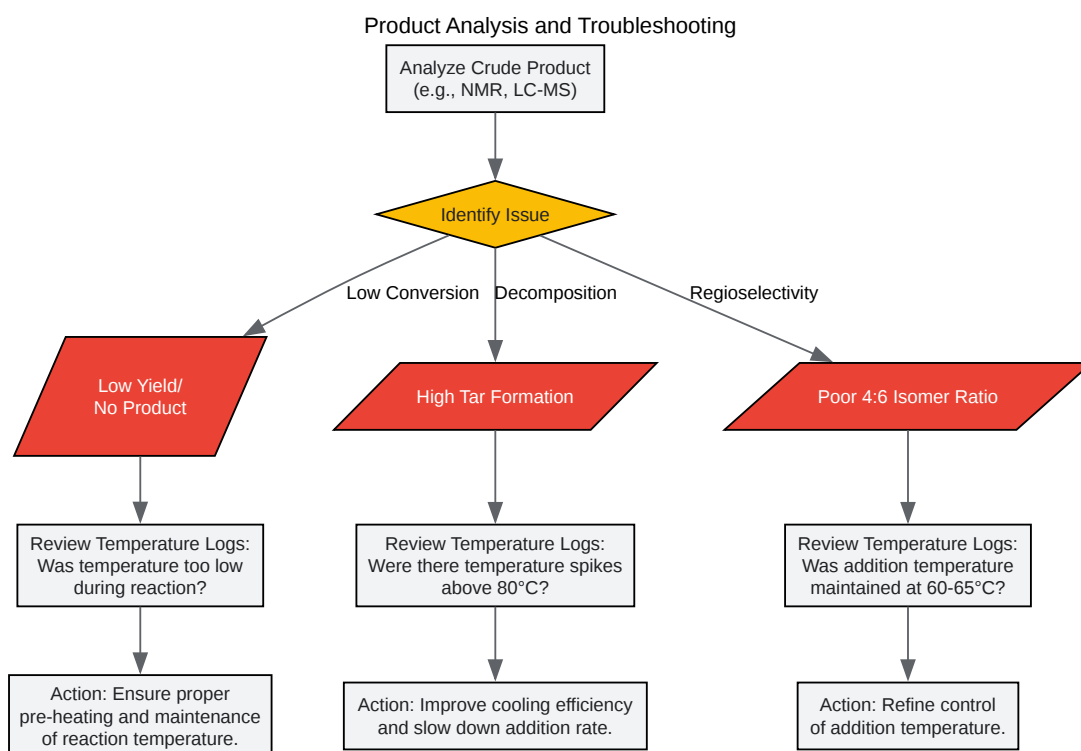 Product Analysis and Troubleshooting
Analyze Crude Product
(e.g., NMR, LC-MS)
Identify Issue
Low Conversion
Decomposition
Regioselectivity
Low Yield/
No Product
High Tar Formation
Poor 4:6 Isomer Ratio
Review Temperature Logs:
Was temperature too low
during reaction?
Review Temperature Logs:
Were there temperature spikes
above 80°C?
Review Temperature Logs:
Was addition temperature
maintained at 60-65°C?
Action: Ensure proper
pre-heating and maintenance
of reaction temperature.
Action: Improve cooling efficiency
and slow down addition rate.
Action: Refine control
of addition temperature.